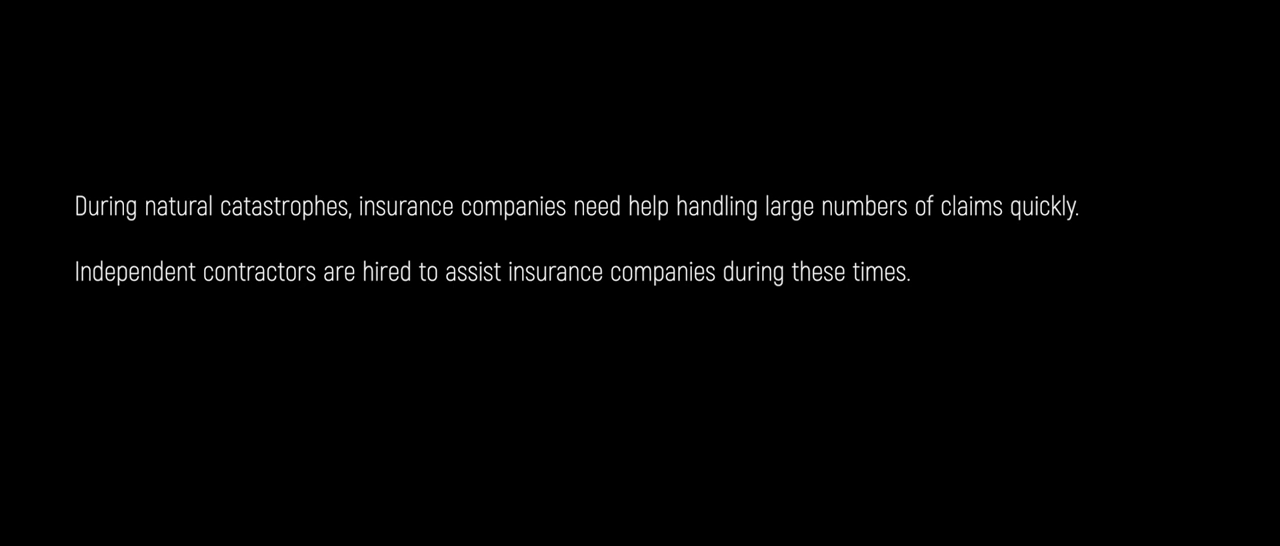 During natural catastrophes, insurance companies need help handling large numbers of claims quickly.
Independent contractors are hired to assist insurance companies during these times.